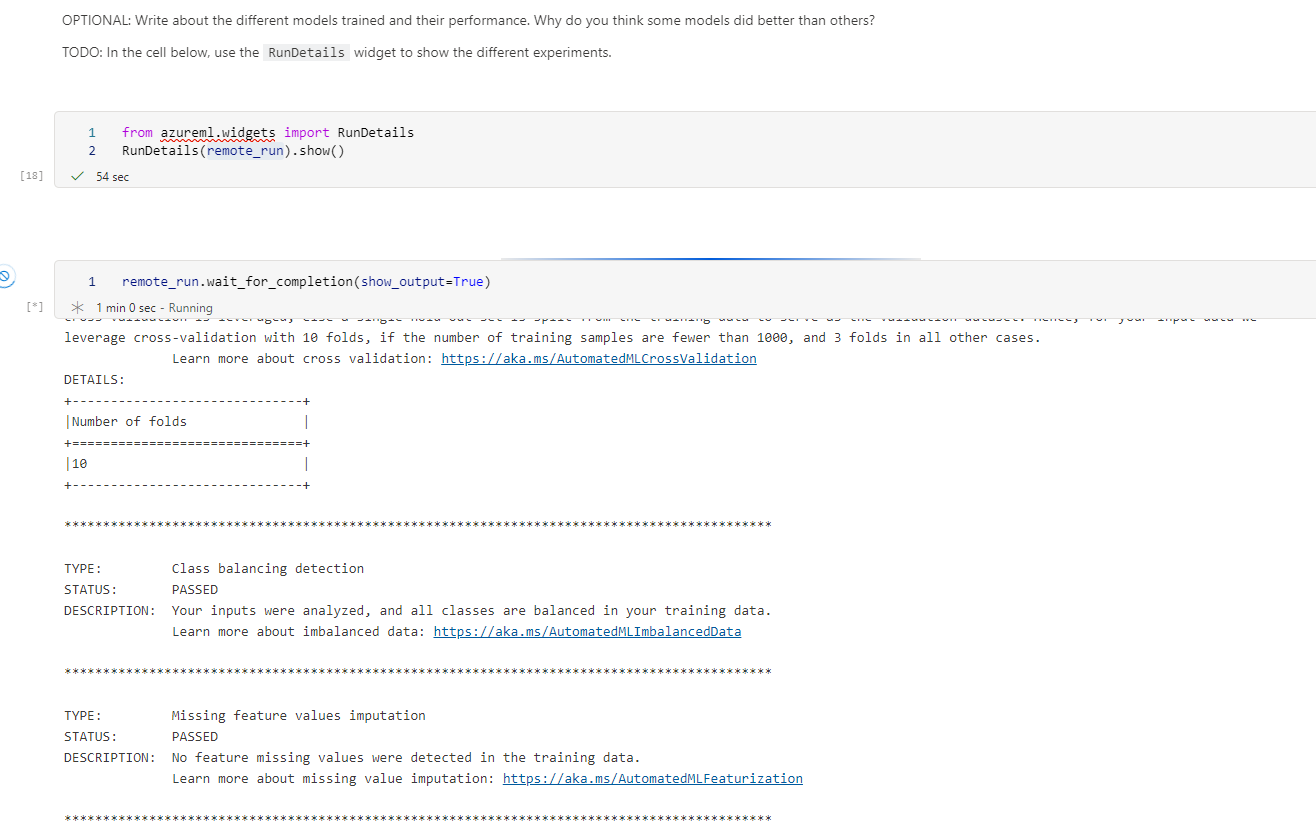 OPTIONAL: Write about the different models trained and their performance. Why do you think some models did better than others?
TODO: In the cell below, use the RunDetails widget to show the different experiments.
1 from azureml.widgets import RunDetails
2 RunDetails(remote_run).show()
[18] ✓ 54 sec
1 remote_run.wait_for_completion(show_output=True)
[*] 1 min 0 sec - Running
leverage cross-validation with 10 folds, if the number of training samples are fewer than 1000, and 3 folds in all other cases.
Learn more about cross validation: https://aka.ms/AutomatedMLCrossValidation
DETAILS:
+------------------------------+
|Number of folds |
+==============================+
|10 |
+------------------------------+
********************************************************************************************
TYPE: Class balancing detection
STATUS: PASSED
DESCRIPTION: Your inputs were analyzed, and all classes are balanced in your training data.
Learn more about imbalanced data: https://aka.ms/AutomatedMLImbalancedData
********************************************************************************************
TYPE: Missing feature values imputation
STATUS: PASSED
DESCRIPTION: No feature missing values were detected in the training data.
Learn more about missing value imputation: https://aka.ms/AutomatedMLFeaturization
********************************************************************************************